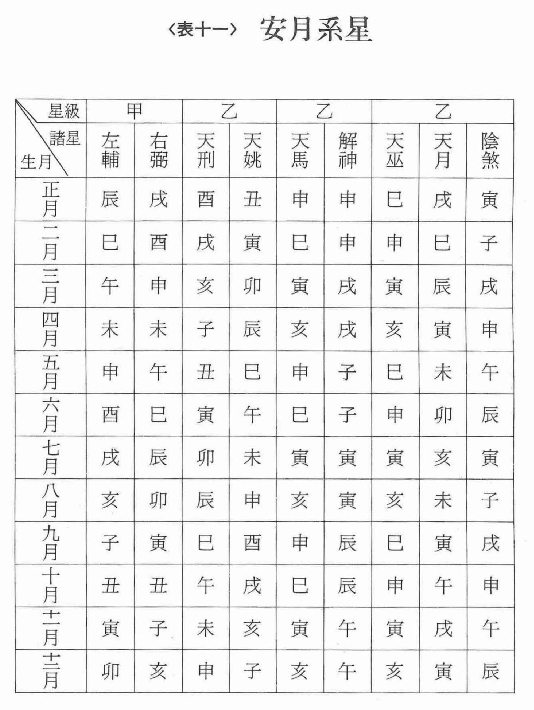 〈表十一〉 安月系星
星級 甲 乙 乙 乙
諸星 生月 左輔 右弼 天刑 天姚 天馬 解神 天巫 天月 陰煞
正月 辰 戌 酉 丑 申 申 巳 戌 寅
二月 巳 酉 戌 寅 巳 申 申 巳 子
三月 午 申 亥 卯 寅 戌 寅 辰 戌
四月 未 未 子 辰 亥 戌 亥 寅 申
五月 申 午 丑 巳 申 子 巳 未 午
六月 酉 巳 寅 午 巳 子 申 卯 辰
七月 戌 辰 卯 未 寅 寅 寅 亥 寅
八月 亥 卯 辰 申 亥 寅 亥 未 子
九月 子 寅 巳 酉 申 辰 巳 寅 戌
十月 丑 丑 午 戌 巳 辰 申 午 申
十一月 寅 子 未 亥 寅 午 寅 戌 午
十二月 卯 亥 申 子 亥 午 亥 寅 辰